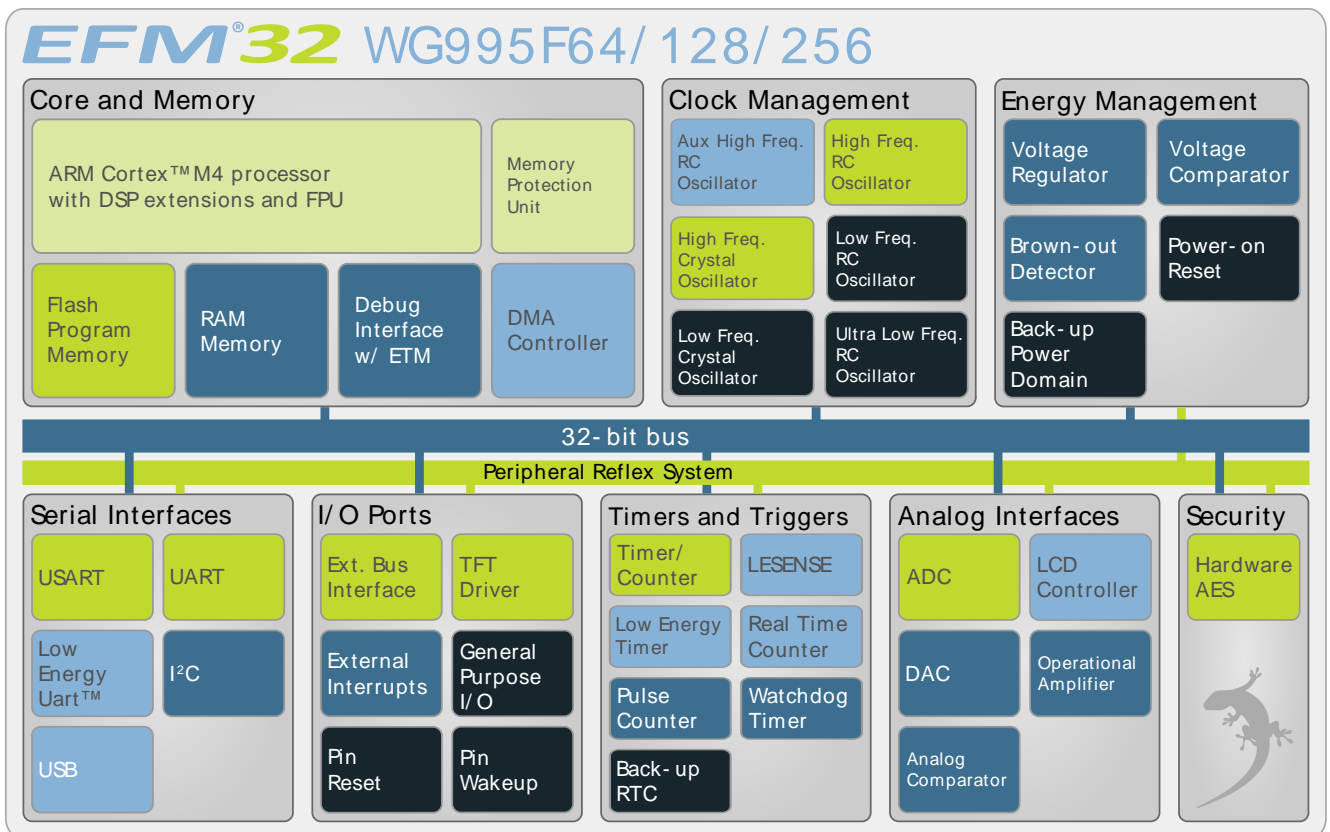 EFM®32 WG995F64/128/256
Core and Memory
ARM Cortex™ M4 processor
with DSP extensions and FPU
Memory
Protection
Unit
Flash
Program
Memory
RAM
Memory
Debug
Interface
w/ ETM
DMA
Controller
Clock Management
Aux High Freq.
RC
Oscillator
High Freq.
RC
Oscillator
High Freq.
Crystal
Oscillator
Low Freq.
RC
Oscillator
Low Freq.
Crystal
Oscillator
Ultra Low Freq.
RC
Oscillator
Energy Management
Voltage
Regulator
Voltage
Comparator
Brown-out
Detector
Power-on
Reset
Back-up
Power
Domain
32-bit bus
Peripheral Reflex System
Serial Interfaces
USART
UART
Low
Energy
Uart™
I²C
USB
I/O Ports
Ext. Bus
Interface
TFT
Driver
External
Interrupts
General
Purpose
I/O
Pin
Reset
Pin
Wakeup
Timers and Triggers
Timer/
Counter
LESENSE
Low Energy
Timer
Real Time
Counter
Pulse
Counter
Watchdog
Timer
Back-up
RTC
Analog Interfaces
ADC
LCD
Controller
DAC
Operational
Amplifier
Analog
Comparator
Security
Hardware
AES